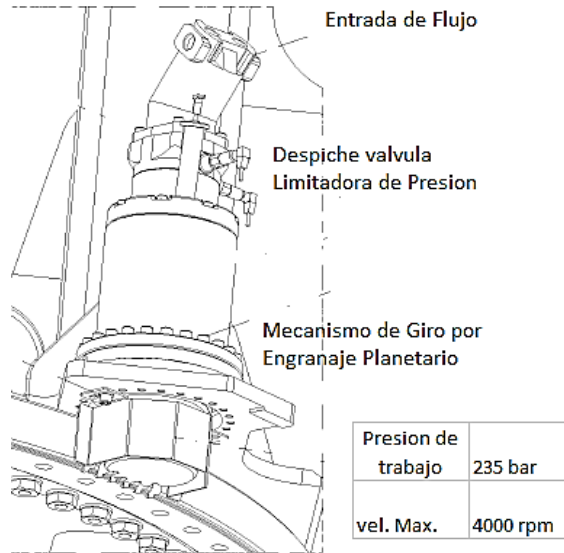 Entrada de Flujo
Despiche valvula
Limitadora de Presion
Mecanismo de Giro por
Engranaje Planetario
Presion de
trabajo 235 bar
vel. Max. 4000 rpm